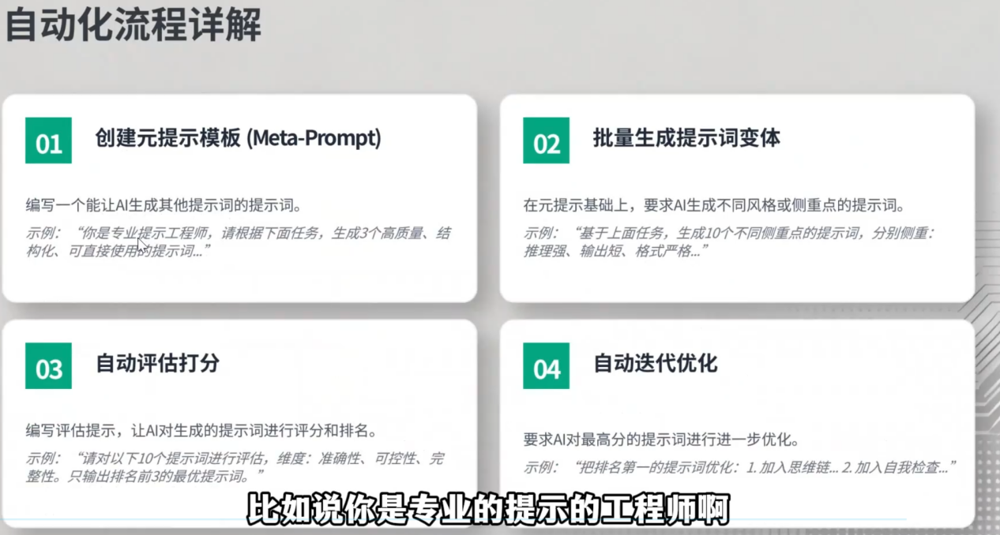 自动化流程详解
01
创建元提示模板 (Meta-Prompt)
编写一个能让AI生成其他提示词的提示词。
示例：“你是专业提示工程师，请根据下面任务，生成3个高质量、结
构化、可直接使用的提示词...”
02
批量生成提示词变体
在元提示基础上，要求AI生成不同风格或侧重点的提示词。
示例：“基于上面任务，生成10个不同侧重点的提示词，分别侧重：
推理强、输出短、格式严格...”
03
自动评估打分
编写评估提示，让AI对生成的提示词进行评分和排名。
示例：“请对以下10个提示词进行评估，维度：准确性、可控性、完
整性。只输出排名前3的最优提示词。”
04
自动迭代优化
要求AI对最高分的提示词进行进一步优化。
示例：“把排名第一的提示词优化：1. 加入思维链... 2. 加入自我检查...”
比如说你是专业的提示的工程师啊